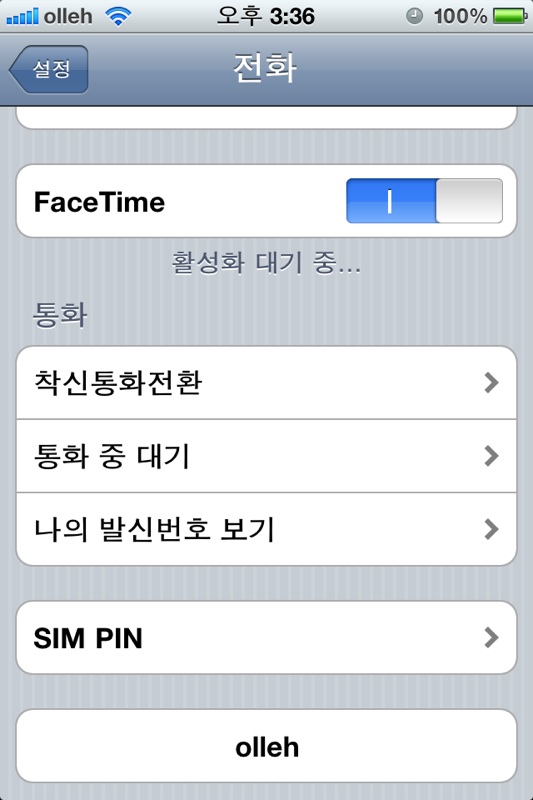 olleh 오후 3:36 100%
설정 전화
FaceTime
활성화 대기 중...
통화
착신통화전환
통화 중 대기
나의 발신번호 보기
SIM PIN
olleh